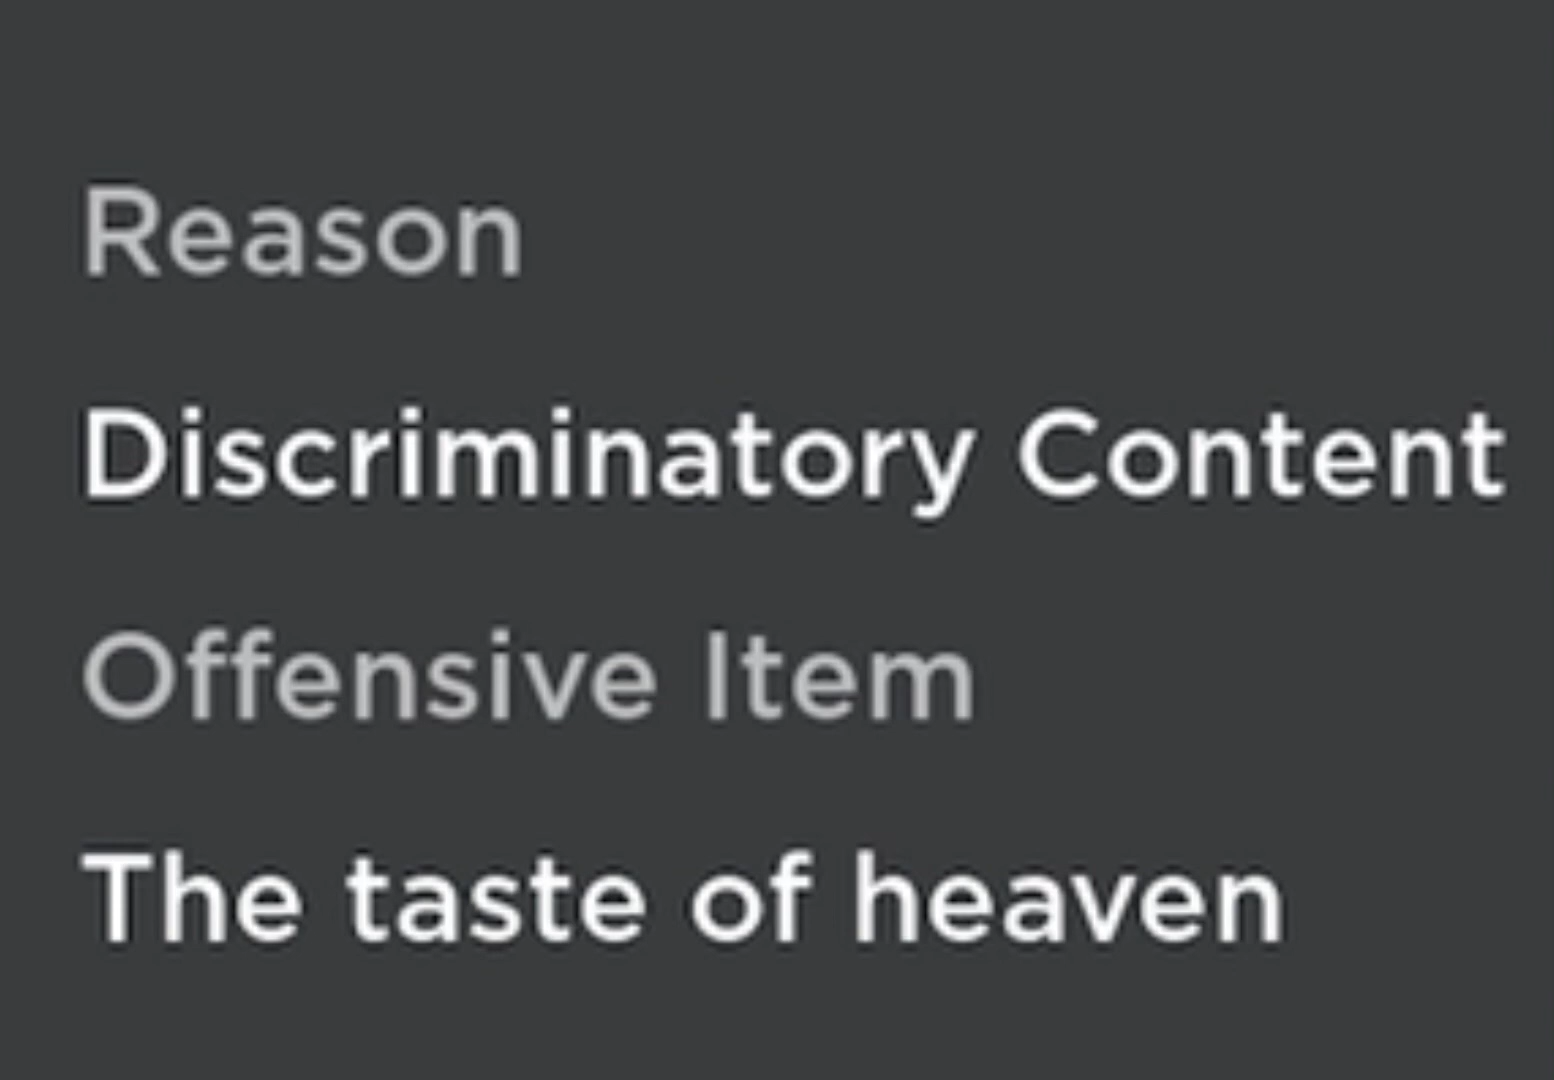 Reason
Discriminatory Content
Offensive Item
The taste of heaven